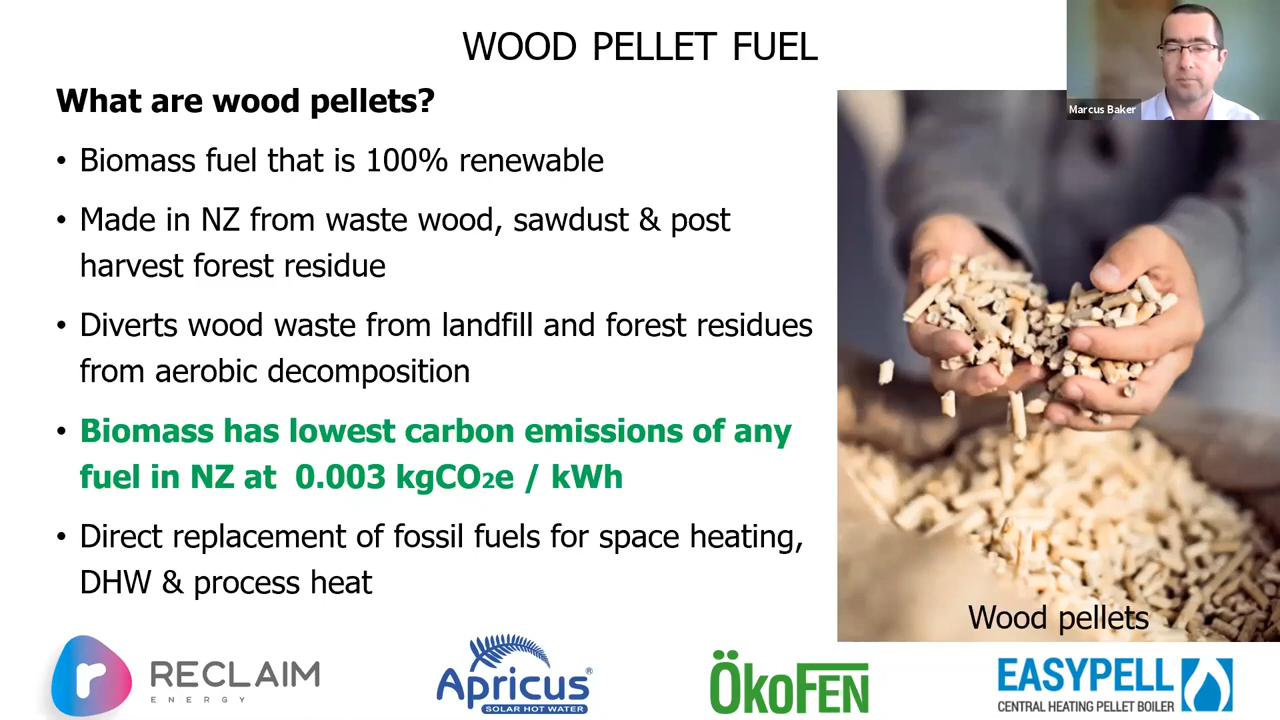 WOOD PELLET FUEL
Marcus Baker
What are wood pellets?
• Biomass fuel that is 100% renewable
• Made in NZ from waste wood, sawdust & post
harvest forest residue
• Diverts wood waste from landfill and forest residues
from aerobic decomposition
• Biomass has lowest carbon emissions of any
fuel in NZ at 0.003 kgCO₂e / kWh
• Direct replacement of fossil fuels for space heating,
DHW & process heat
Wood pellets
r RECLAIM
ENERGY
Apricus®
SOLAR HOT WATER
ÖkoFEN
EASYPELL
CENTRAL HEATING PELLET BOILER